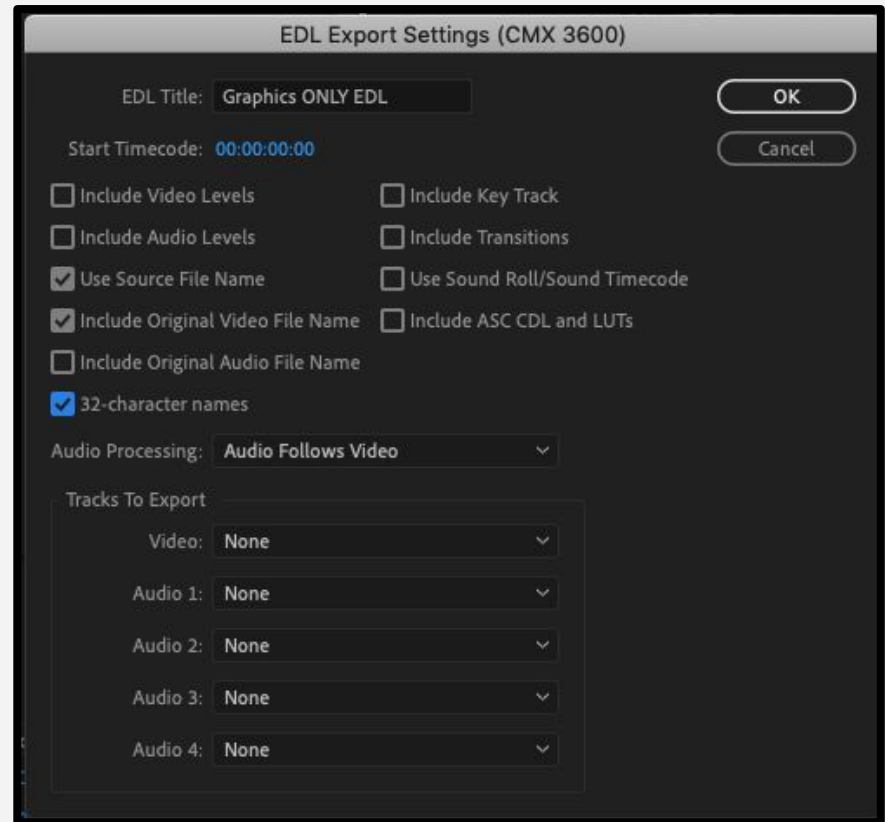 EDL Export Settings (CMX 3600)
EDL Title: Graphics ONLY EDL
OK
Start Timecode: 00:00:00:00
Cancel
Include Video Levels
Include Key Track
Include Audio Levels
Include Transitions
Use Source File Name
Use Sound Roll/Sound Timecode
Include Original Video File Name
Include ASC CDL and LUTs
Include Original Audio File Name
32-character names
Audio Processing: Audio Follows Video
Tracks To Export
Video: None
Audio 1: None
Audio 2: None
Audio 3: None
Audio 4: None